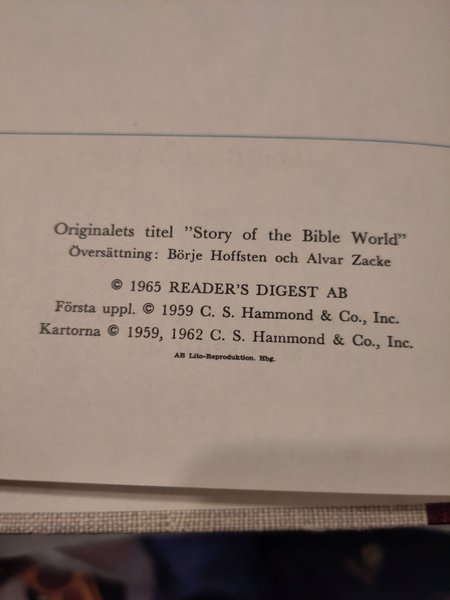 Originalets titel ”Story of the Bible World”
Översättning: Börje Hoffsten och Alvar Zacke
© 1965 READER'S DIGEST AB
Första uppl. © 1959 C. S. Hammond & Co., Inc.
Kartorna © 1959, 1962 C. S. Hammond & Co., Inc.
AB Lito-Reproduktion. Hbg.